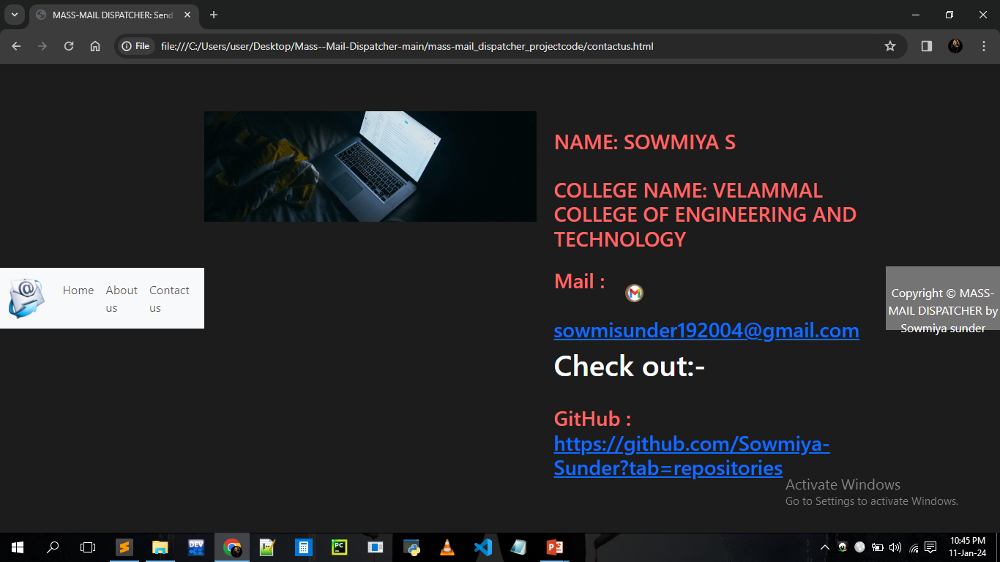 MASS-MAIL DISPATCHER: Send
File
file:///C:/Users/user/Desktop/Mass--Mail-Dispatcher-main/mass-mail_dispatcher_projectcode/contactus.html
Home
About
us
Contact
us
NAME: SOWMIYA S
COLLEGE NAME: VELAMMAL
COLLEGE OF ENGINEERING AND
TECHNOLOGY
Mail :
sowmisunder192004@gmail.com
Check out:-
GitHub :
https://github.com/Sowmiya-
Sunder?tab=repositories
Copyright © MASS-
MAIL DISPATCHER by
Sowmiya sunder
Activate Windows
Go to Settings to activate Windows.
DEV
PC
10:45 PM
11-Jan-24